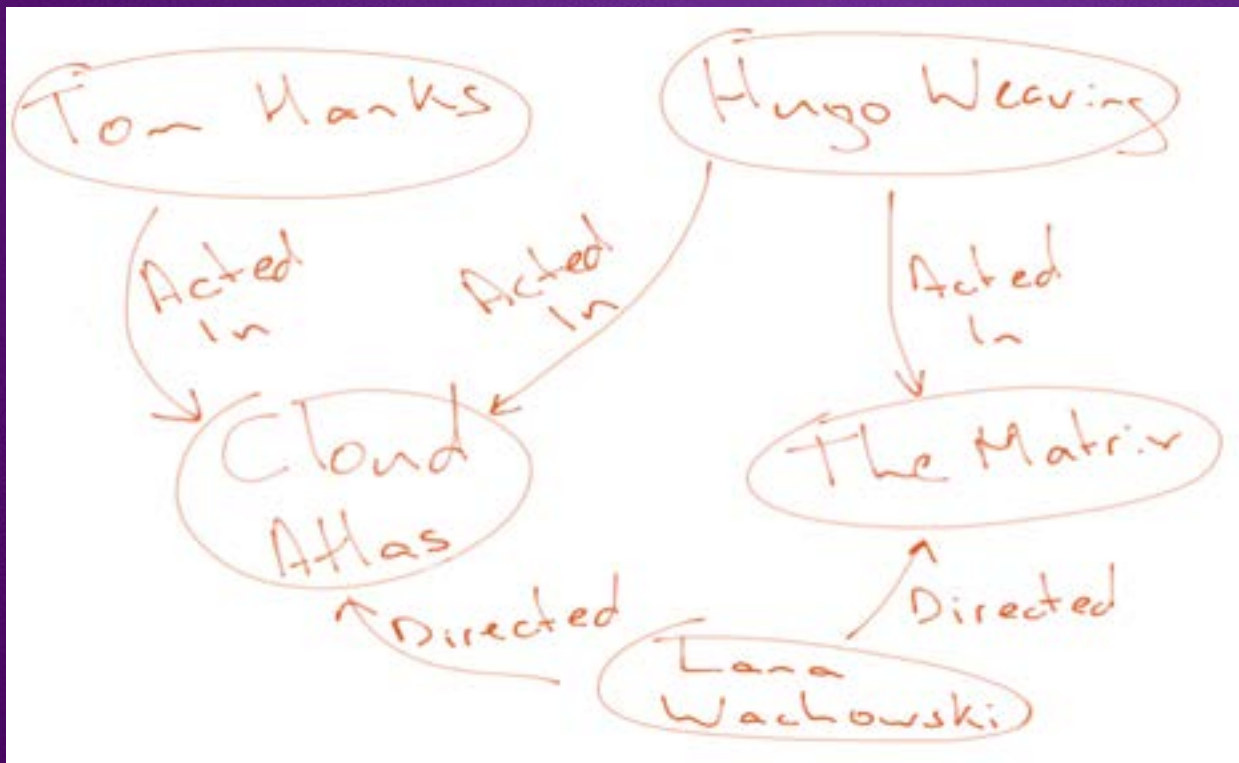 Tom Hanks
Hugo Weaving
Acted
In
Acted
In
Acted
In
Cloud
Atlas
The Matrix
Directed
Directed
Lana
Wachowski